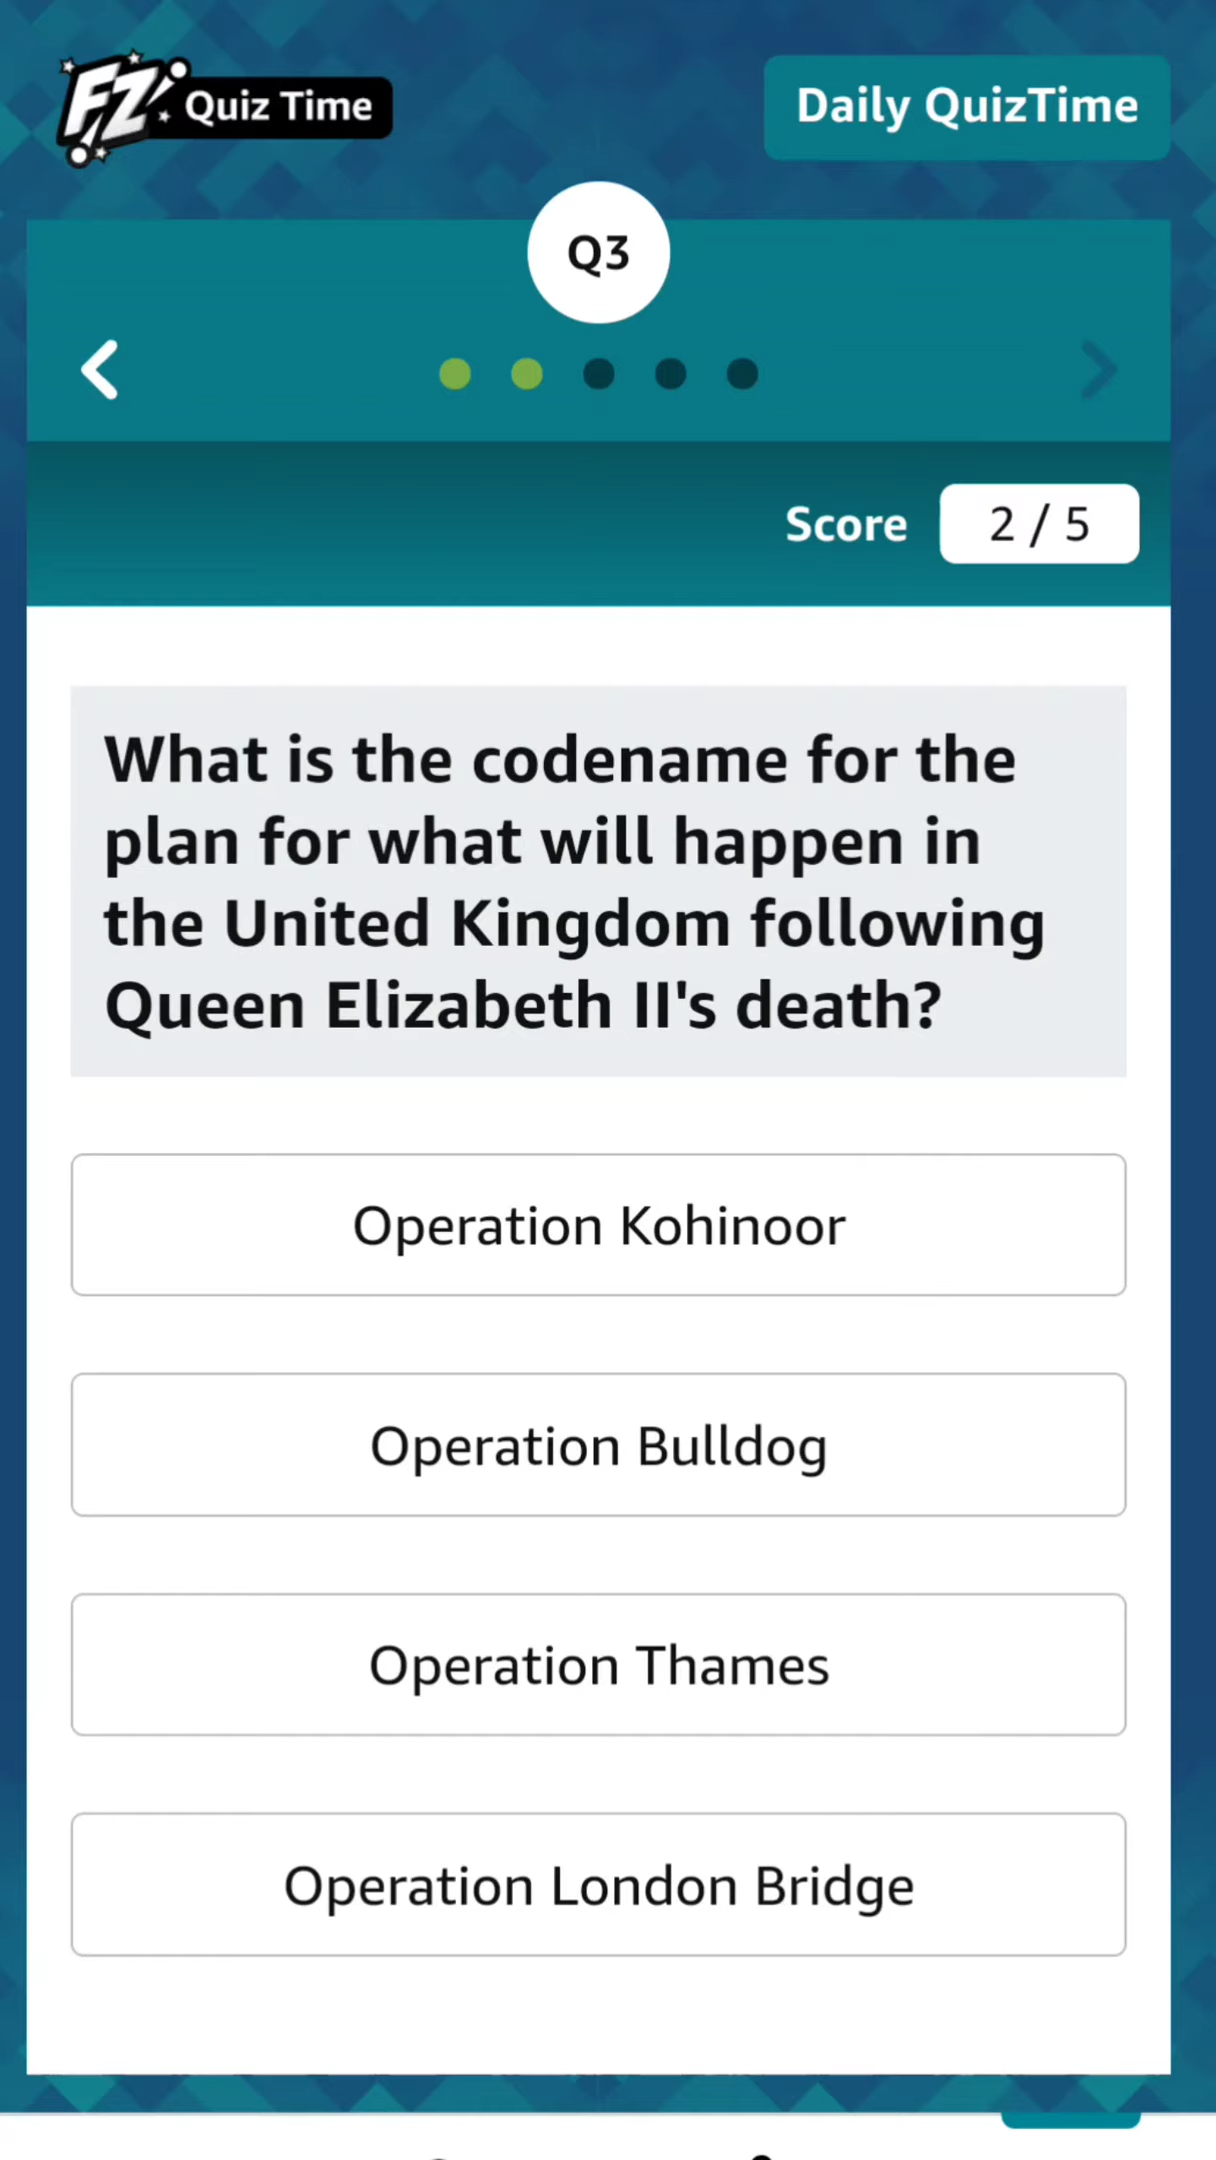 FZ Quiz Time
Daily QuizTime
Q3
Score 2 / 5
What is the codename for the
plan for what will happen in
the United Kingdom following
Queen Elizabeth II's death?
Operation Kohinoor
Operation Bulldog
Operation Thames
Operation London Bridge